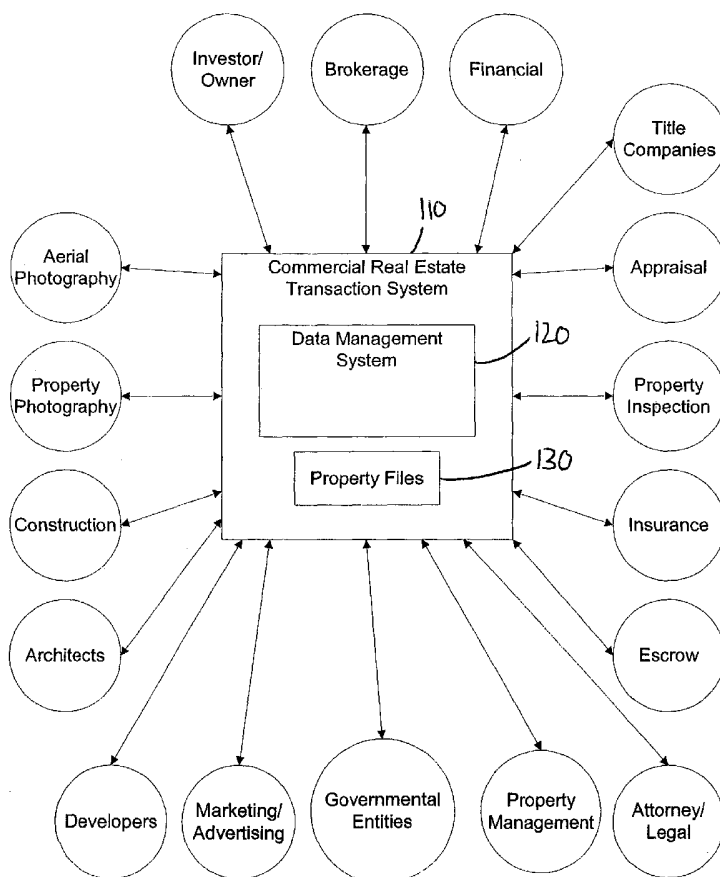 Investor/
Owner
Brokerage
Financial
Title
Companies
110
Aerial
Photography
Commercial Real Estate
Transaction System
Appraisal
Data Management
System
120
Property
Photography
Property
Inspection
Property Files
130
Construction
Insurance
Architects
Escrow
Developers
Marketing/
Advertising
Governmental
Entities
Property
Management
Attorney/
Legal